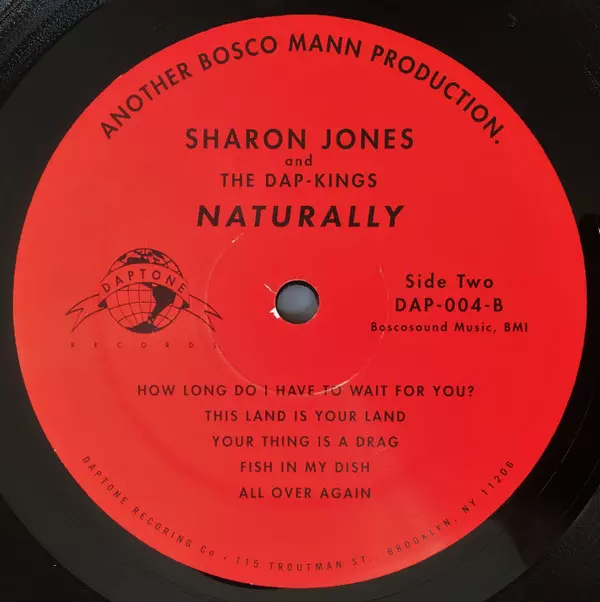 ANOTHER BOSCO MANN PRODUCTION.
SHARON JONES
and
THE DAP-KINGS
NATURALLY
DAPTONE
RECORDS
Side Two
DAP-004-B
Boscosound Music, BMI
HOW LONG DO I HAVE TO WAIT FOR YOU?
THIS LAND IS YOUR LAND
YOUR THING IS A DRAG
FISH IN MY DISH
ALL OVER AGAIN
DAPTONE RECORING Co • 115 TROUTMAN ST., BROOKLYN, NY 11206